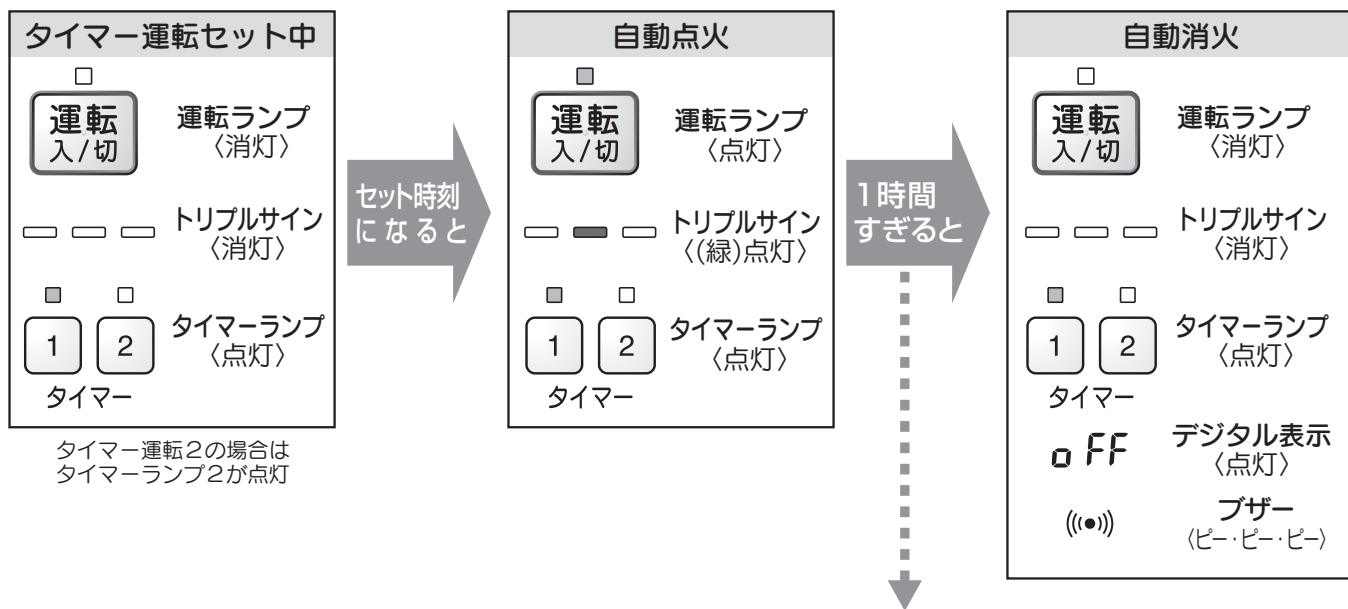 タイマー運転セット中
運転
入/切
運転ランプ
〈消灯〉
トリプルサイン
〈消灯〉
1
2
タイマーランプ
〈点灯〉
タイマー
タイマー運転2の場合は
タイマーランプ2が点灯
セット時刻
になると
自動点火
運転
入/切
運転ランプ
〈点灯〉
トリプルサイン
〈(緑)点灯〉
1
2
タイマーランプ
〈点灯〉
タイマー
1時間
すぎると
自動消火
運転
入/切
運転ランプ
〈消灯〉
トリプルサイン
〈消灯〉
1
2
タイマーランプ
〈点灯〉
タイマー
oFF
デジタル表示
〈点灯〉
ブザー
〈ピー・ピー・ピー〉